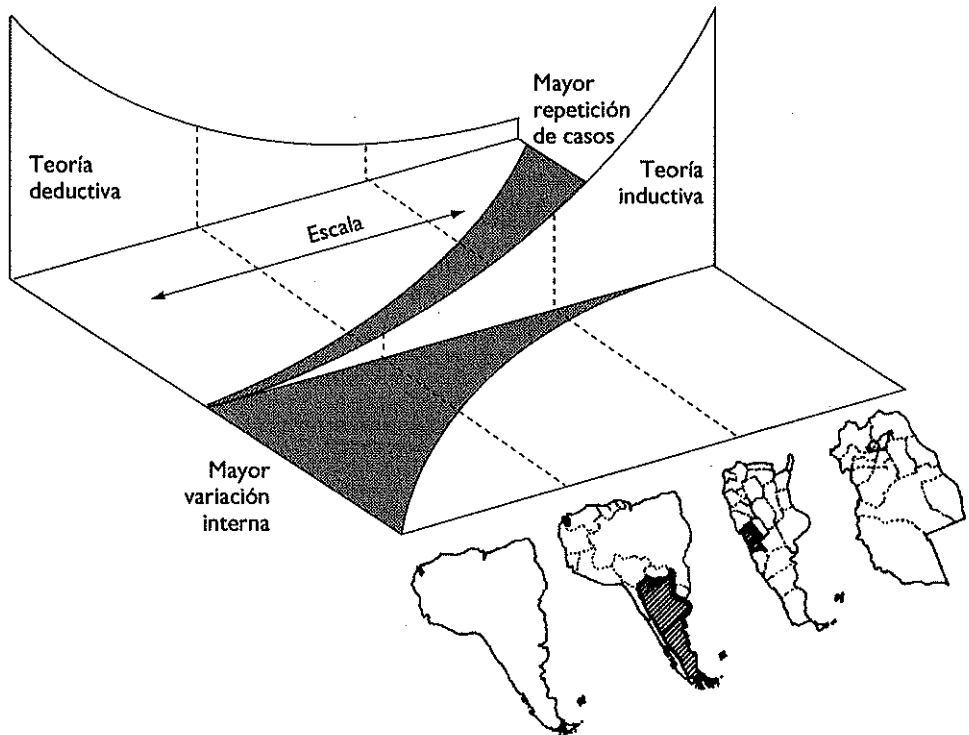 Mayor
repetición
de casos
Teoría
deductiva
Teoría
inductiva
Escala
Mayor
variación
interna